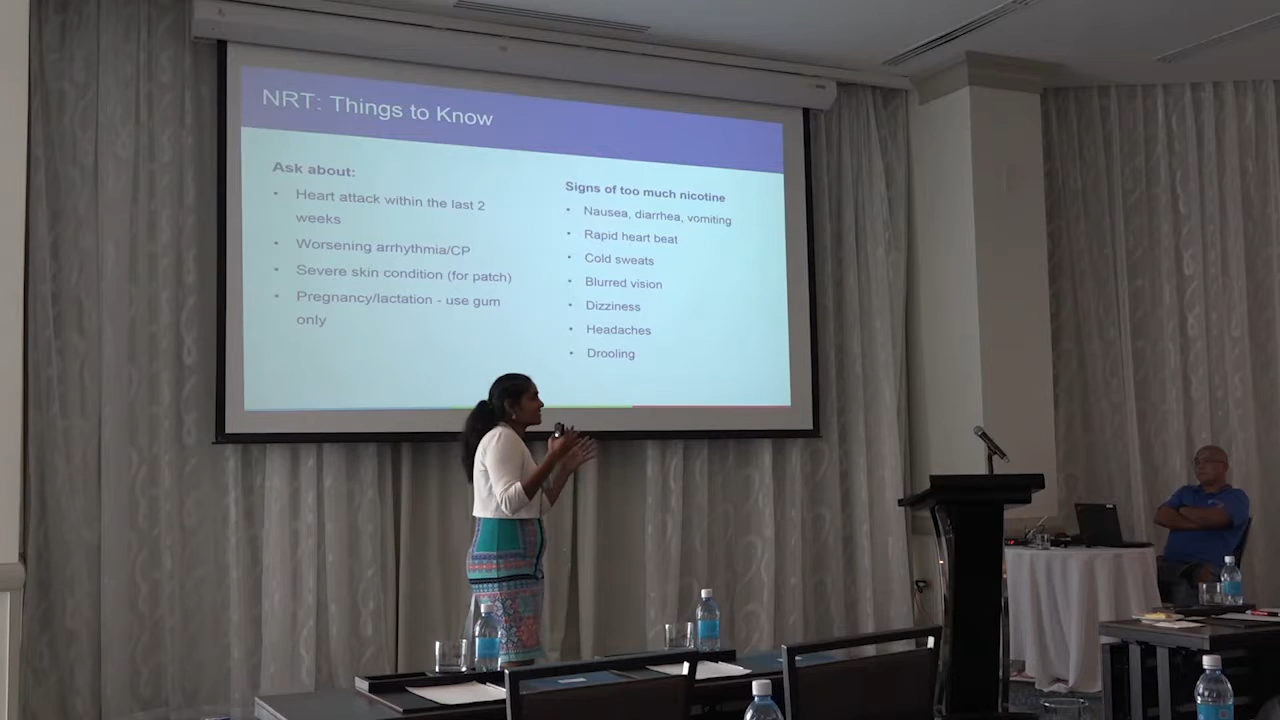 NRT: Things to Know
Ask about:
• Heart attack within the last 2
weeks
• Worsening arrhythmia/CP
• Severe skin condition (for patch)
• Pregnancy/lactation - use gum
only
Signs of too much nicotine
• Nausea, diarrhea, vomiting
• Rapid heart beat
• Cold sweats
• Blurred vision
• Dizziness
• Headaches
• Drooling